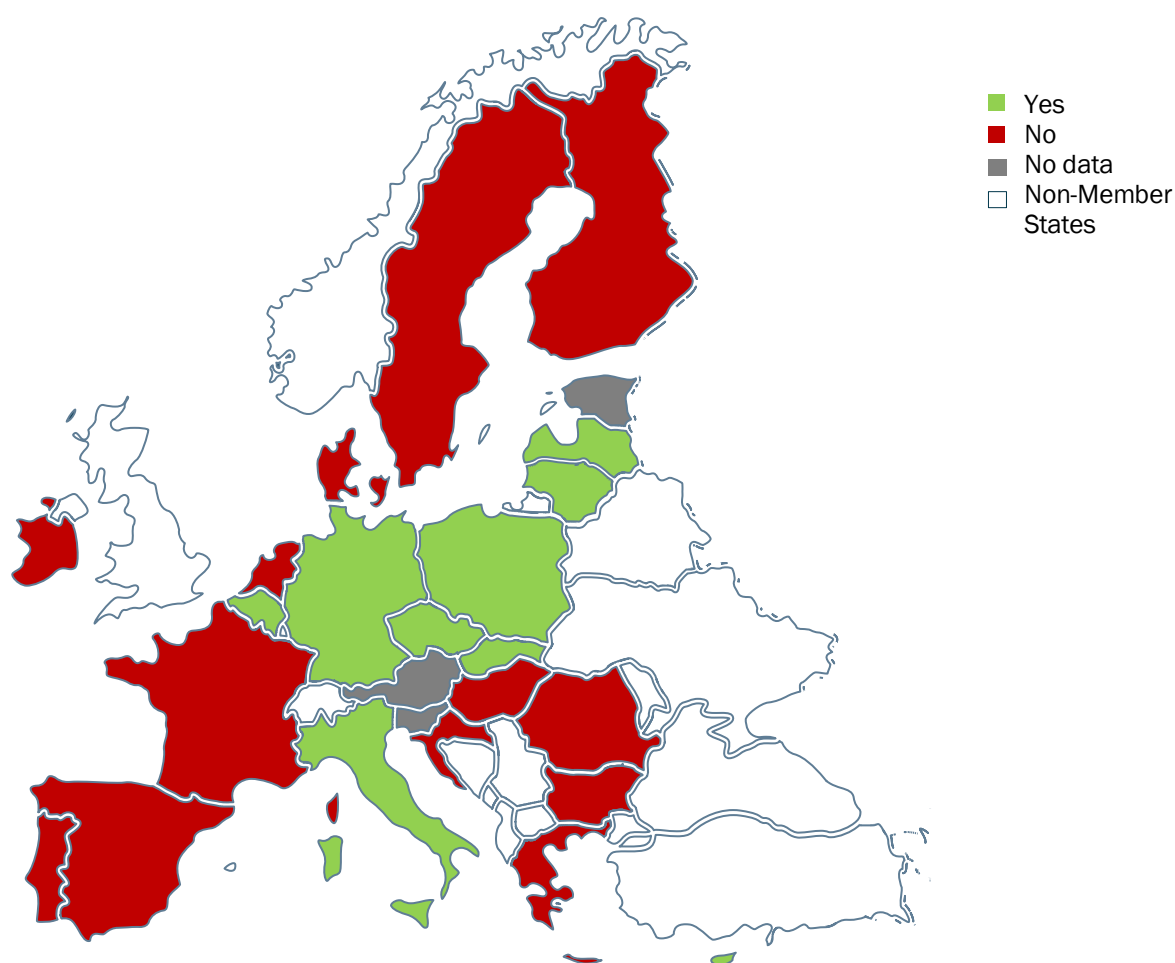 Yes
No
No data
Non-Member
States